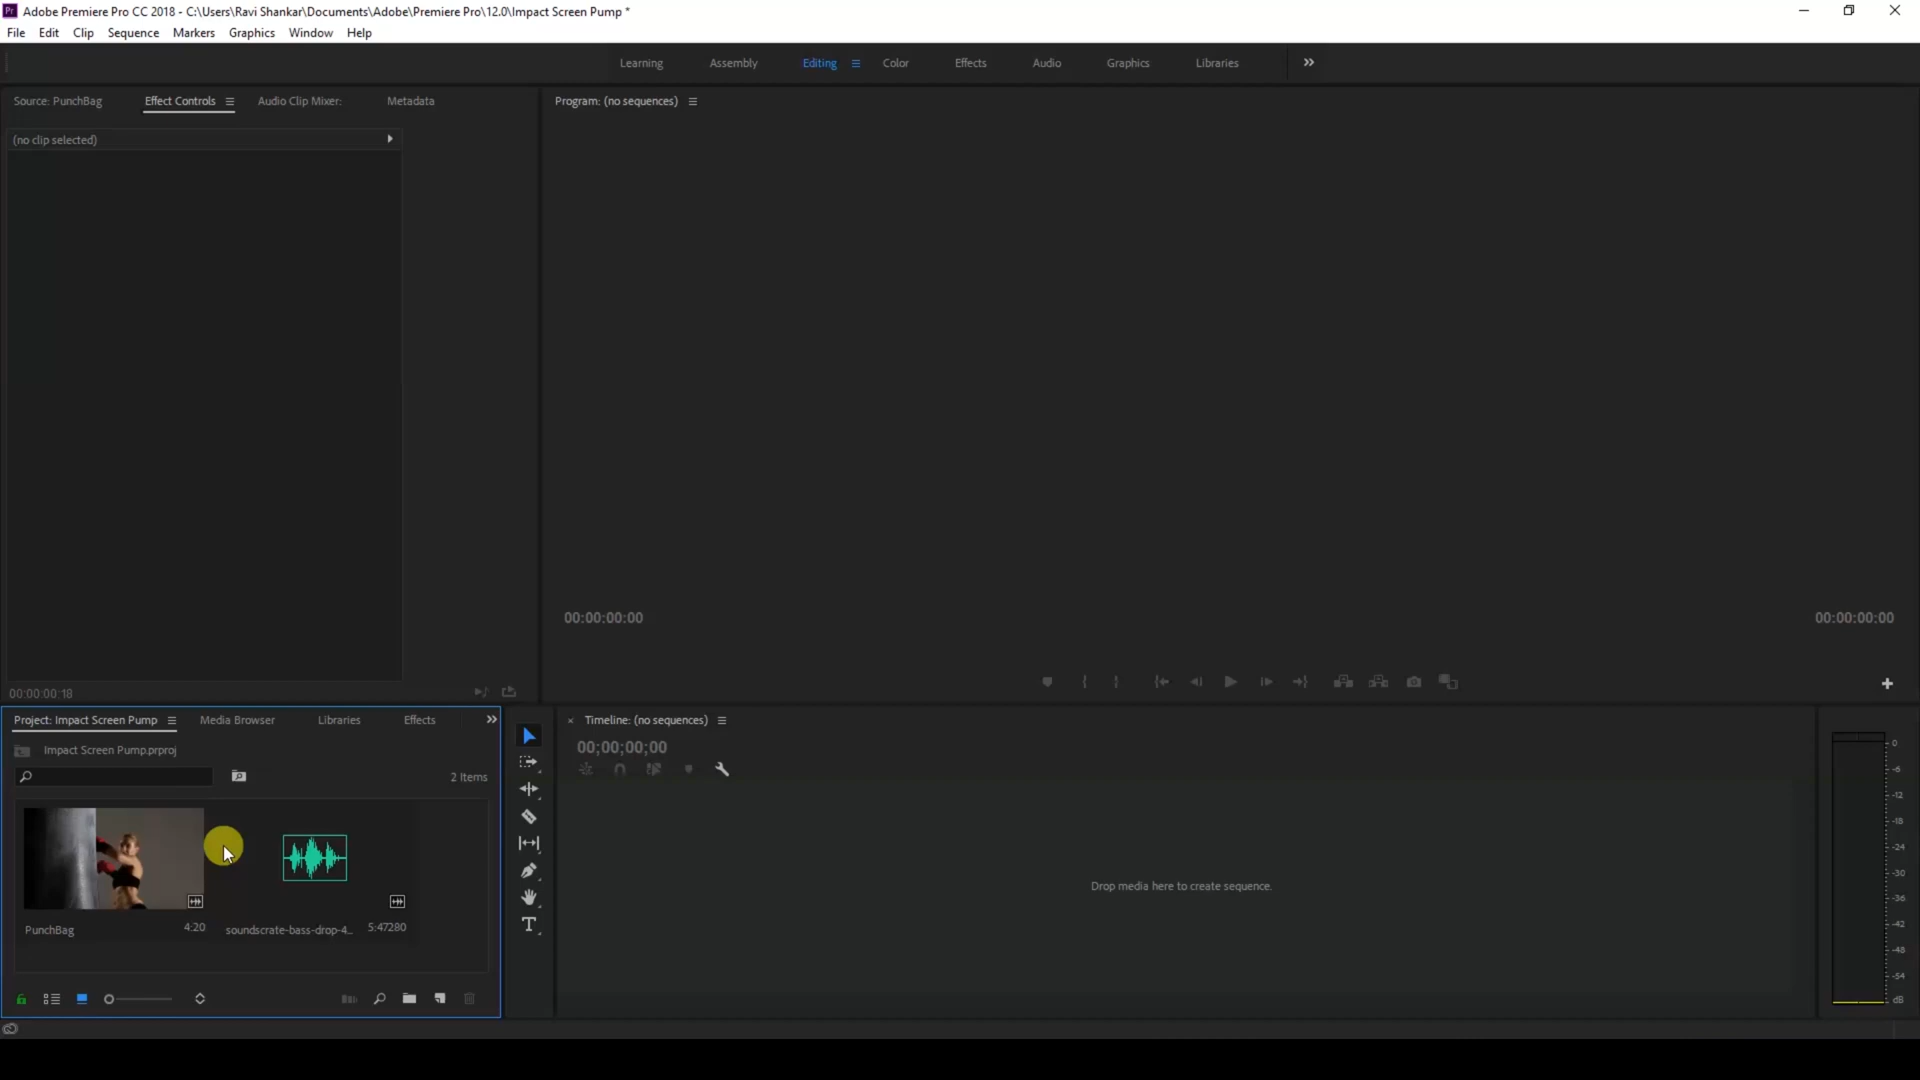 Adobe Premiere Pro CC 2018 - C:\Users\Ravi Shankar\Documents\Adobe\Premiere Pro\12.0\Impact Screen Pump *
File Edit Clip Sequence Markers Graphics Window Help
Learning Assembly Editing Color Effects Audio Graphics Libraries
Source: PunchBag Effect Controls Audio Clip Mixer: Metadata Program: (no sequences)
(no clip selected)
00:00:00:00 00:00:00:00
00:00:00:18
Project: Impact Screen Pump Media Browser Libraries Effects Timeline: (no sequences)
Impact Screen Pump.prproj 00;00;00;00
2 Items
Drop media here to create sequence.
PunchBag 4:20 soundscrate-bass-drop-4... 5:47280
0
-6
-12
-18
-24
-30
-36
-42
-48
-54
dB